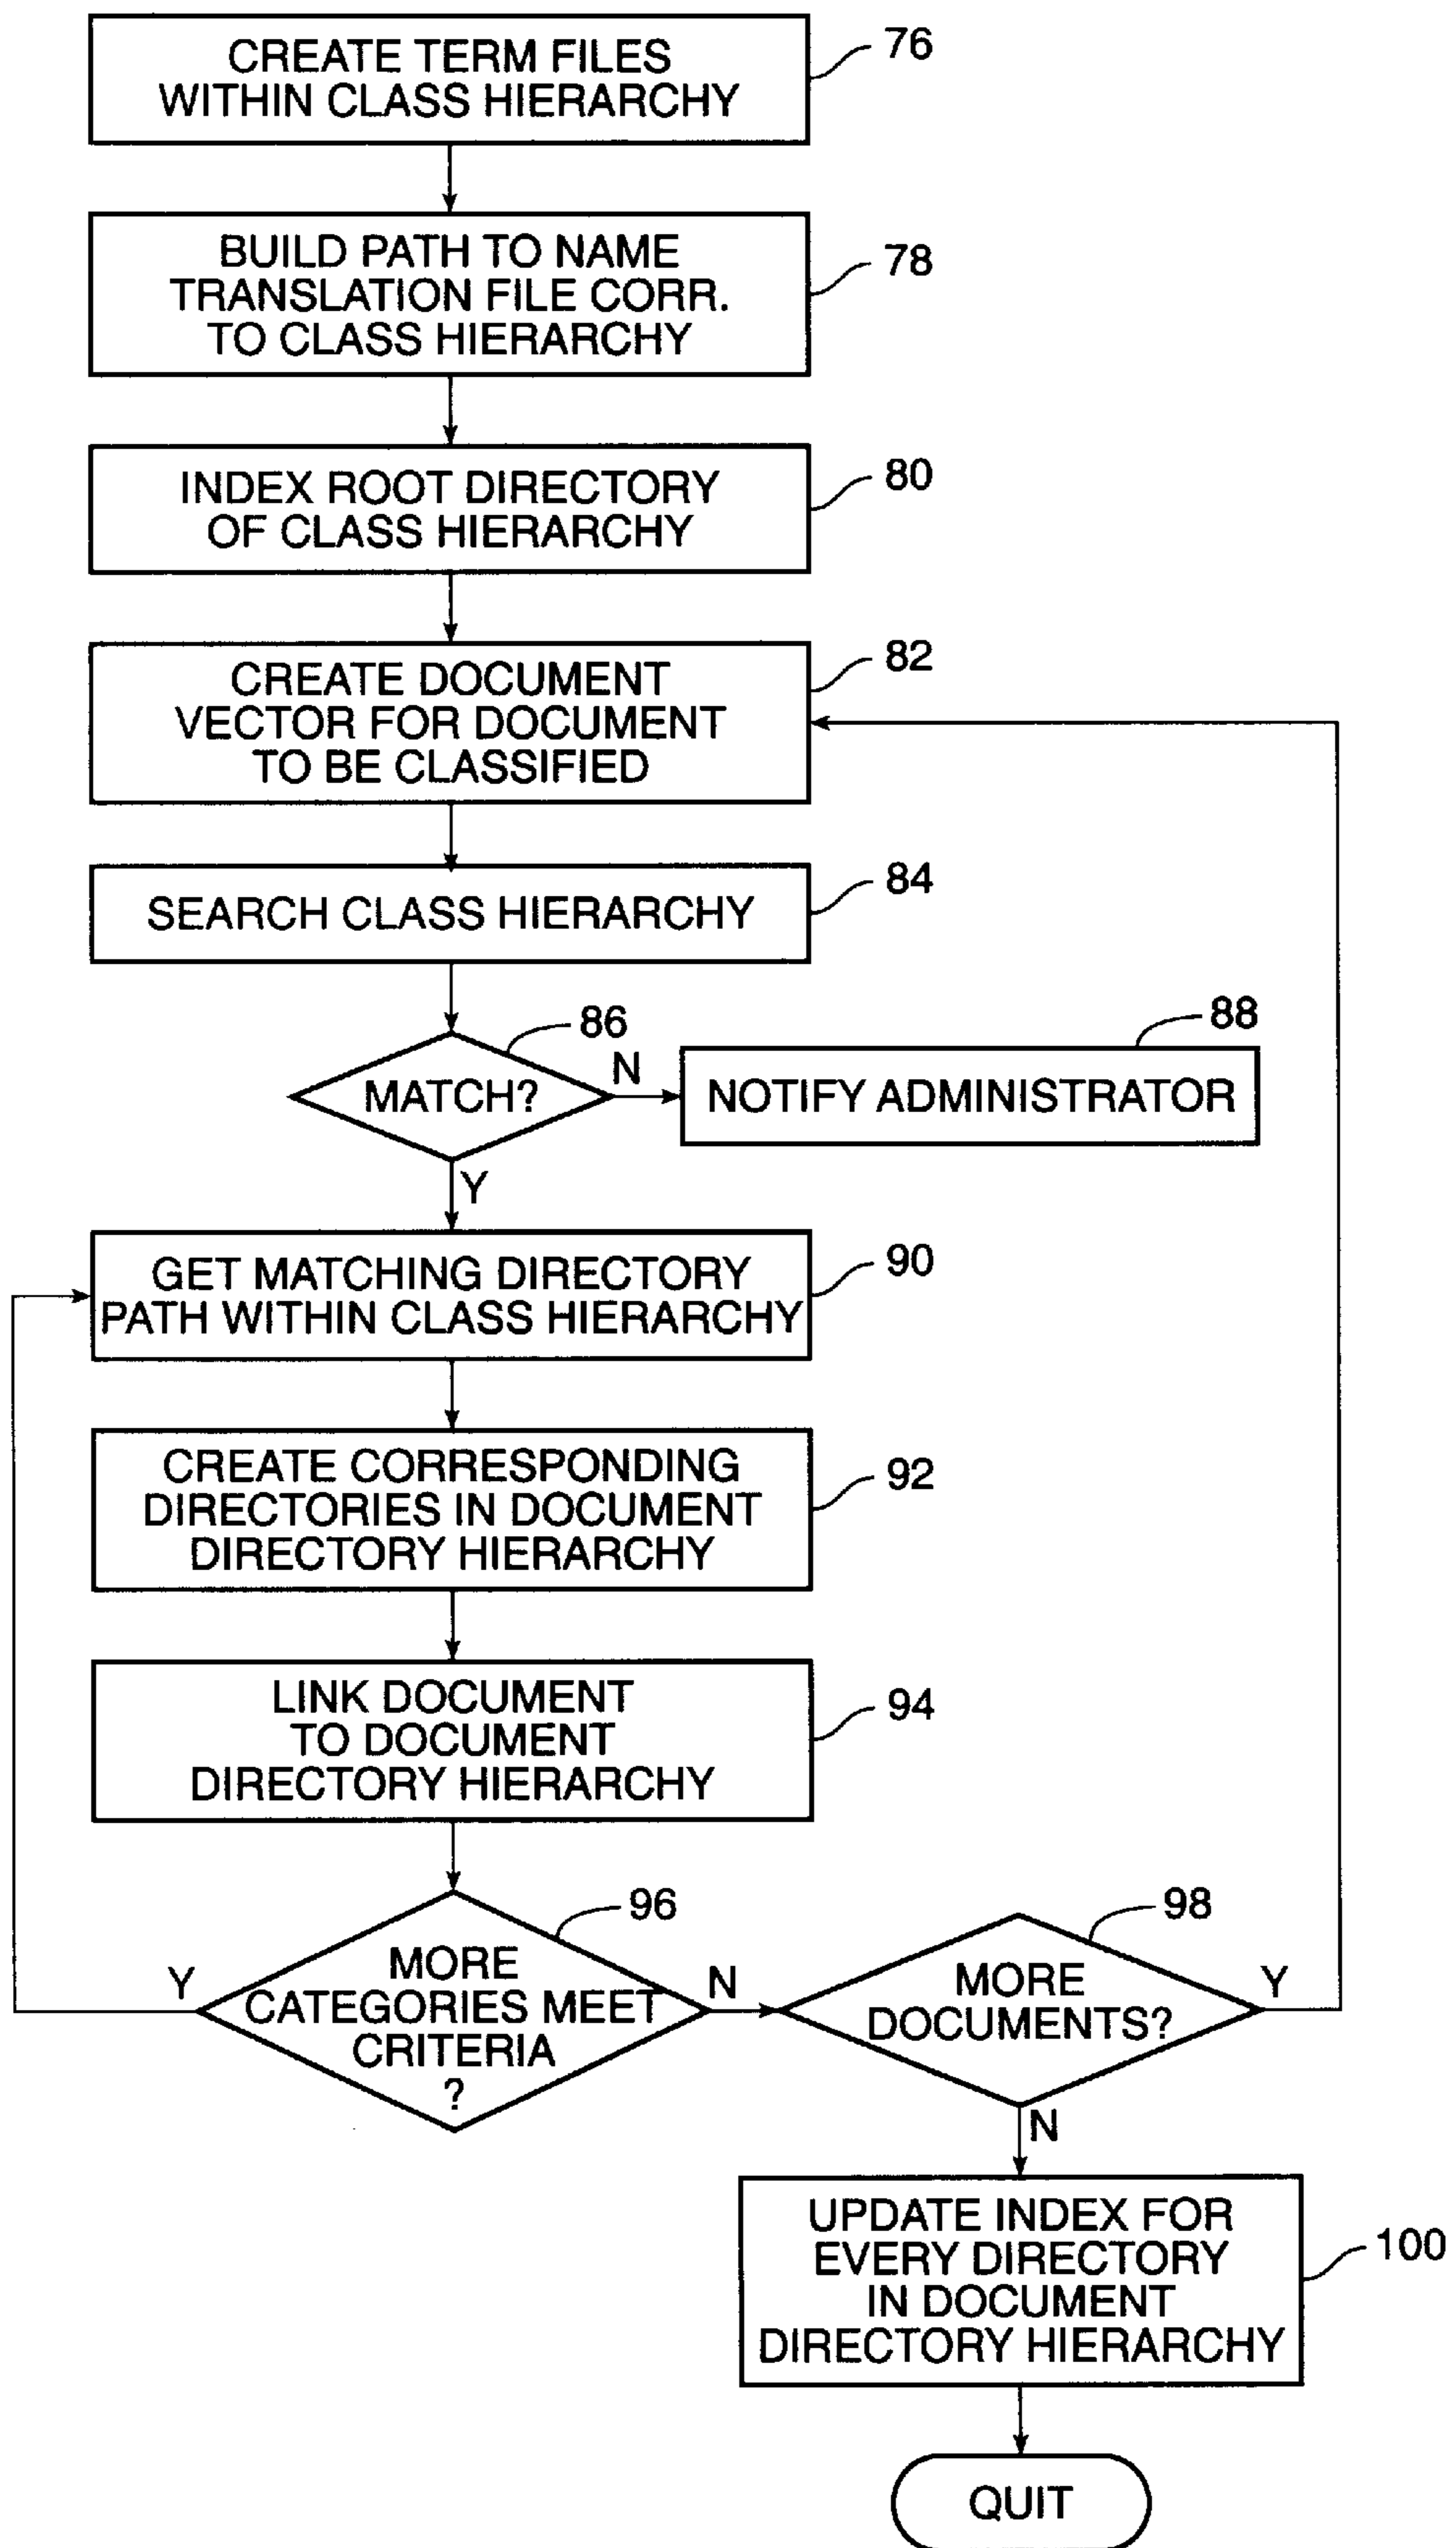 CREATE TERM FILES
WITHIN CLASS HIERARCHY
76
BUILD PATH TO NAME
TRANSLATION FILE CORR.
TO CLASS HIERARCHY
78
INDEX ROOT DIRECTORY
OF CLASS HIERARCHY
80
CREATE DOCUMENT
VECTOR FOR DOCUMENT
TO BE CLASSIFIED
82
SEARCH CLASS HIERARCHY
84
MATCH?
86
N
NOTIFY ADMINISTRATOR
88
Y
GET MATCHING DIRECTORY
PATH WITHIN CLASS HIERARCHY
90
CREATE CORRESPONDING
DIRECTORIES IN DOCUMENT
DIRECTORY HIERARCHY
92
LINK DOCUMENT
TO DOCUMENT
DIRECTORY HIERARCHY
94
Y
MORE
CATEGORIES MEET
CRITERIA
?
96
N
MORE
DOCUMENTS?
98
Y
N
UPDATE INDEX FOR
EVERY DIRECTORY
IN DOCUMENT
DIRECTORY HIERARCHY
100
QUIT